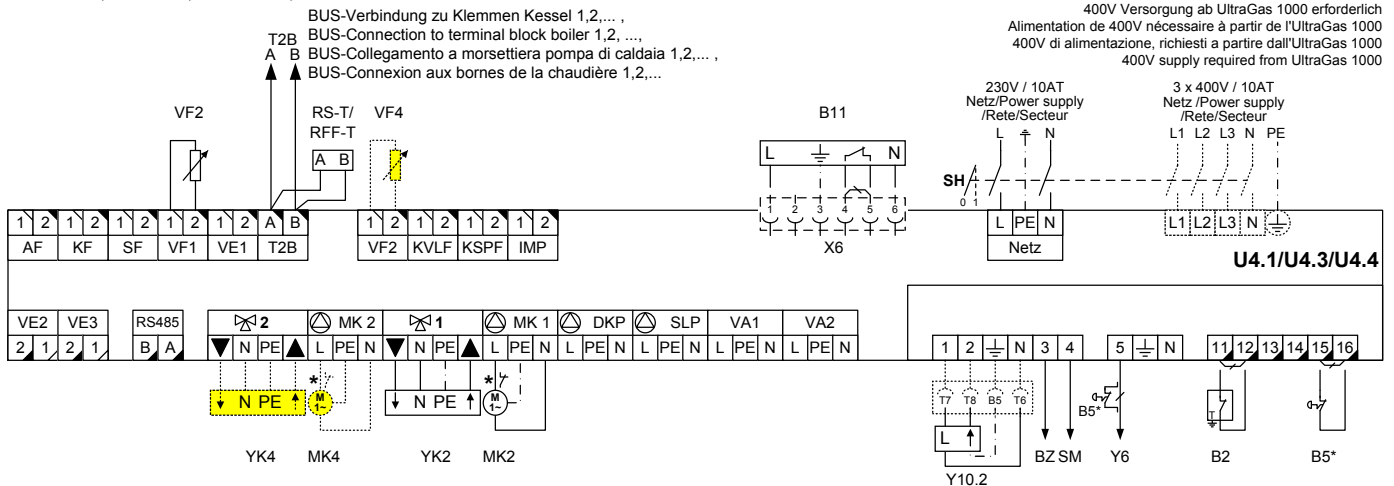 BUS-Verbindung zu Klemmen Kessel 1,2,... ,
BUS-Connection to terminal block boiler 1,2, ...,
BUS-Collegamento a morsettiera pompa di caldaia 1,2,... ,
BUS-Connexion aux bornes de la chaudière 1,2,...
T2B
A B
400V Versorgung ab UltraGas 1000 erforderlich
Alimentation de 400V nécessaire à partir de l'UltraGas 1000
400V di alimentazione, richiesti a partire dall'UltraGas 1000
400V supply required from UltraGas 1000
VF2
RS-T/
RFF-T
A B
VF4
B11
L N
230V / 10AT
Netz/Power supply
/Rete/Secteur
L N
3 x 400V / 10AT
Netz /Power supply
/Rete/Secteur
L1 L2 L3 N PE
SH
0 1
1 2 3 4 5 6
X6
1 2 1 2 1 2 1 2 1 2 A B
AF KF SF VF1 VE1 T2B
1 2 1 2 1 2 1 2
VF2 KVLF KSPF IMP
L PE N
Netz
L1 L2 L3 N
U4.1/U4.3/U4.4
VE2 VE3 RS485
2 1 2 1 B A
2 MK 2 1 MK 1 DKP SLP VA1 VA2
N PE L PE N N PE L PE N L PE N L PE N L PE N L PE N
1 2 N 3 4 5 N 11 12 13 14 15 16
* *
N PE M 1~ N PE M 1~
YK4 MK4 YK2 MK2
T7 T8 B5 T6
L
Y10.2
BZ SM
B5*
Y6
T
B2
B5*